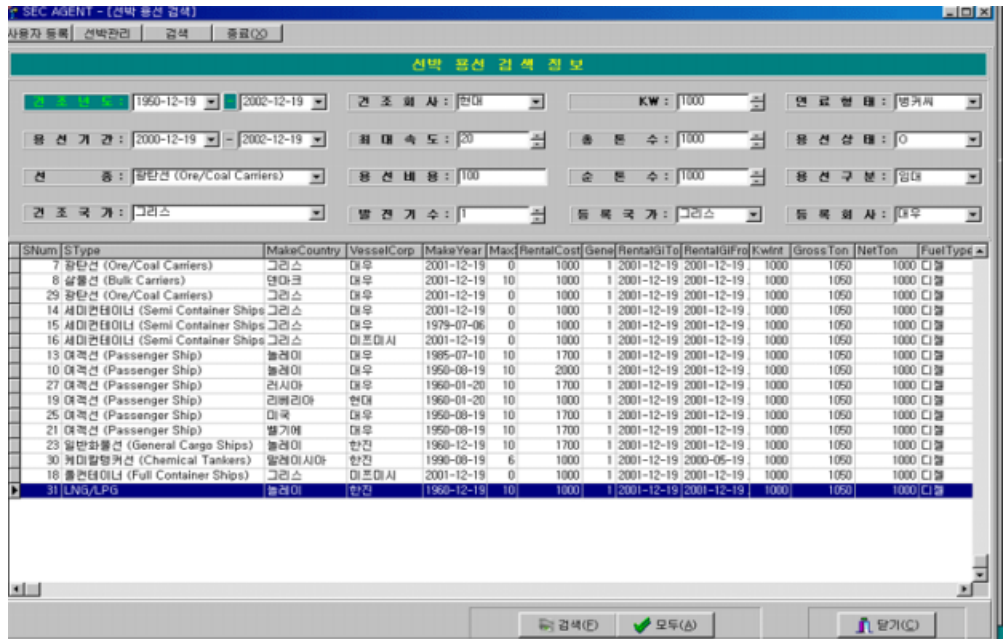 SEC AGENT - [선박 용선 검색]
사용자 등록 선박관리 검색 종료(X)
선박 용선 검색 정보
건 조 년 도 : 1950-12-19 - 2002-12-19 건 조 회 사 : 현대 KW : 1000 연 료 형 태 : 벙커씨
용 선 기 간 : 2000-12-19 - 2002-12-19 최 대 속 도 : 20 총 톤 수 : 1000 용 선 상 태 : O
선 종 : 광탄선 (Ore/Coal Carriers) 용 선 비 용 : 100 순 톤 수 : 1000 용 선 구 분 : 임대
건 조 국 가 : 그리스 발 전 기 수 : 1 등 록 국 가 : 그리스 등 록 회 사 : 대우
SNum SType MakeCountry VesselCorp MakeYear Max RentalCost Gene RentalGiTo RentalGiFro KwInt GrossTon NetTon FuelType
7 광탄선 (Ore/Coal Carriers) 그리스 대우 2001-12-19 0 1000 1 2001-12-19 2001-12-19 1000 1050 1000 디젤
8 살물선 (Bulk Carriers) 덴마크 대우 2001-12-19 10 1000 1 2001-12-19 2001-12-19 1000 1050 1000 디젤
29 광탄선 (Ore/Coal Carriers) 그리스 대우 2001-12-19 0 1000 1 2001-12-19 2001-12-19 1000 1050 1000 디젤
14 세미컨테이너 (Semi Container Ships 그리스 대우 2001-12-19 0 1000 1 2001-12-19 2001-12-19 1000 1050 1000 디젤
15 세미컨테이너 (Semi Container Ships 그리스 대우 1979-07-06 0 1000 1 2001-12-19 2001-12-19 1000 1050 1000 디젤
16 세미컨테이너 (Semi Container Ships 그리스 미쯔미시 2001-12-19 0 1000 1 2001-12-19 2001-12-19 1000 1050 1000 디젤
13 여객선 (Passenger Ship) 놀레이 대우 1985-07-10 10 1700 1 2001-12-19 2001-12-19 1000 1050 1000 디젤
10 여객선 (Passenger Ship) 놀레이 대우 1950-08-19 10 2000 1 2001-12-19 2001-12-19 1000 1050 1000 디젤
27 여객선 (Passenger Ship) 러시아 대우 1960-01-20 10 1700 1 2001-12-19 2001-12-19 1000 1050 1000 디젤
19 여객선 (Passenger Ship) 리베리아 현대 1960-01-20 10 1000 1 2001-12-19 2001-12-19 1000 1050 1000 디젤
25 여객선 (Passenger Ship) 미국 대우 1950-08-19 10 1700 1 2001-12-19 2001-12-19 1000 1050 1000 디젤
21 여객선 (Passenger Ship) 벨기에 대우 1950-08-19 10 1700 1 2001-12-19 2001-12-19 1000 1050 1000 디젤
23 일반화물선 (General Cargo Ships) 놀레이 한진 1960-12-19 10 1700 1 2001-12-19 2001-12-19 1000 1050 1000 디젤
30 케미칼텅커선 (Chemical Tankers) 말레이시아 한진 1990-08-19 6 1000 1 2001-12-19 2000-05-19 1000 1050 1000 디젤
18 풀컨테이너 (Full Container Ships) 그리스 미쯔미시 2001-12-19 0 1000 1 2001-12-19 2001-12-19 1000 1050 1000 디젤
31 LNG/LPG 놀레이 한진 1960-12-19 10 1000 1 2001-12-19 2001-12-19 1000 1050 1000 디젤
검색(F) 모두(A) 닫기(C)